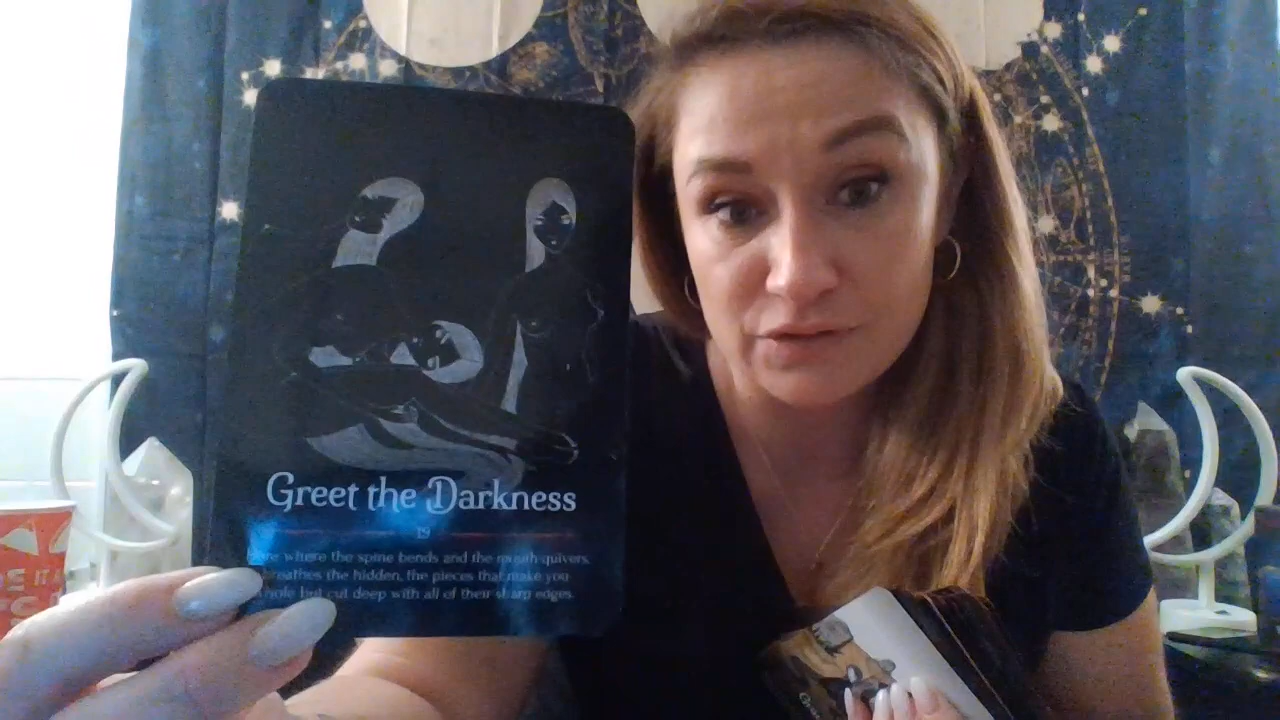 Greet the Darkness
19
where the spine bends and the mouth quivers.
breathes the hidden, the pieces that make you
whole but cut deep with all of their sharp edges.